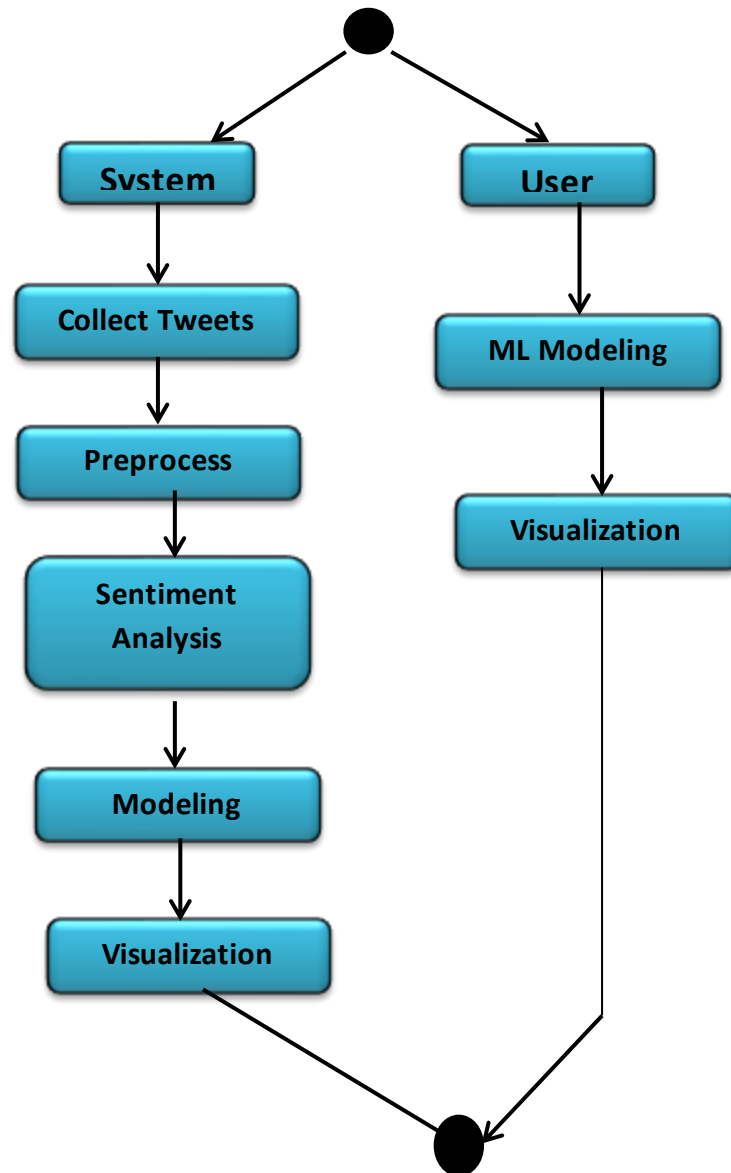 System
User
Collect Tweets
ML Modeling
Preprocess
Visualization
Sentiment
Analysis
Modeling
Visualization